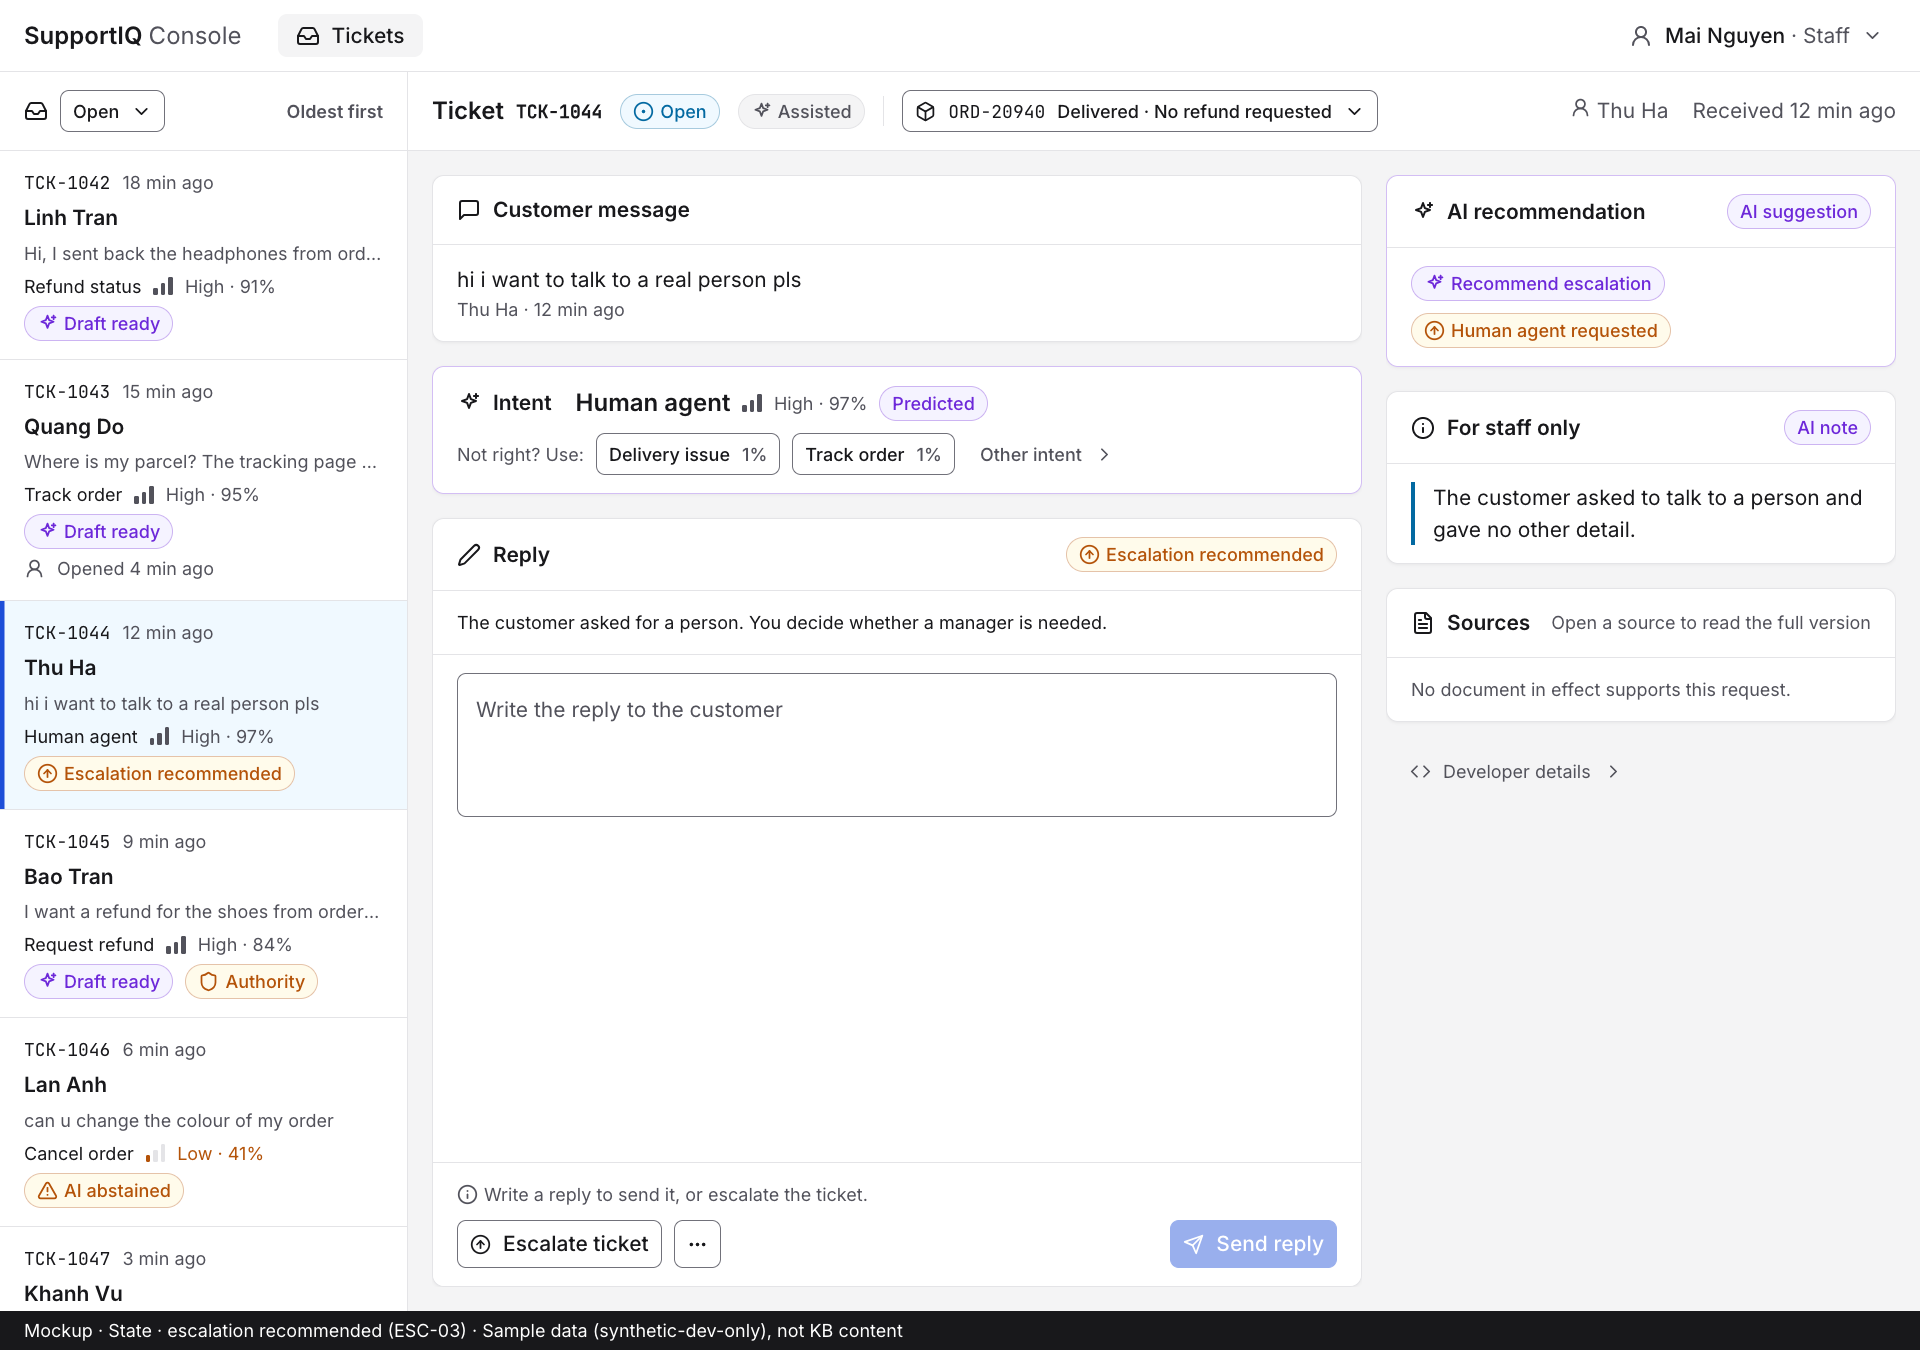 SupportIQ Console
Tickets
Mai Nguyen · Staff
Open
Oldest first
TCK-1042 18 min ago
Linh Tran
Hi, I sent back the headphones from ord...
Refund status High · 91%
Draft ready
TCK-1043 15 min ago
Quang Do
Where is my parcel? The tracking page ...
Track order High · 95%
Draft ready
Opened 4 min ago
TCK-1044 12 min ago
Thu Ha
hi i want to talk to a real person pls
Human agent High · 97%
Escalation recommended
TCK-1045 9 min ago
Bao Tran
I want a refund for the shoes from order...
Request refund High · 84%
Draft ready Authority
TCK-1046 6 min ago
Lan Anh
can u change the colour of my order
Cancel order Low · 41%
AI abstained
TCK-1047 3 min ago
Khanh Vu
Ticket TCK-1044 Open Assisted ORD-20940 Delivered · No refund requested Thu Ha Received 12 min ago
Customer message
hi i want to talk to a real person pls
Thu Ha · 12 min ago
Intent Human agent High · 97% Predicted
Not right? Use: Delivery issue 1% Track order 1% Other intent
Reply Escalation recommended
The customer asked for a person. You decide whether a manager is needed.
Write the reply to the customer
Write a reply to send it, or escalate the ticket.
Escalate ticket ... Send reply
AI recommendation AI suggestion
Recommend escalation
Human agent requested
For staff only AI note
The customer asked to talk to a person and
gave no other detail.
Sources Open a source to read the full version
No document in effect supports this request.
Developer details
Mockup · State · escalation recommended (ESC-03) · Sample data (synthetic-dev-only), not KB content